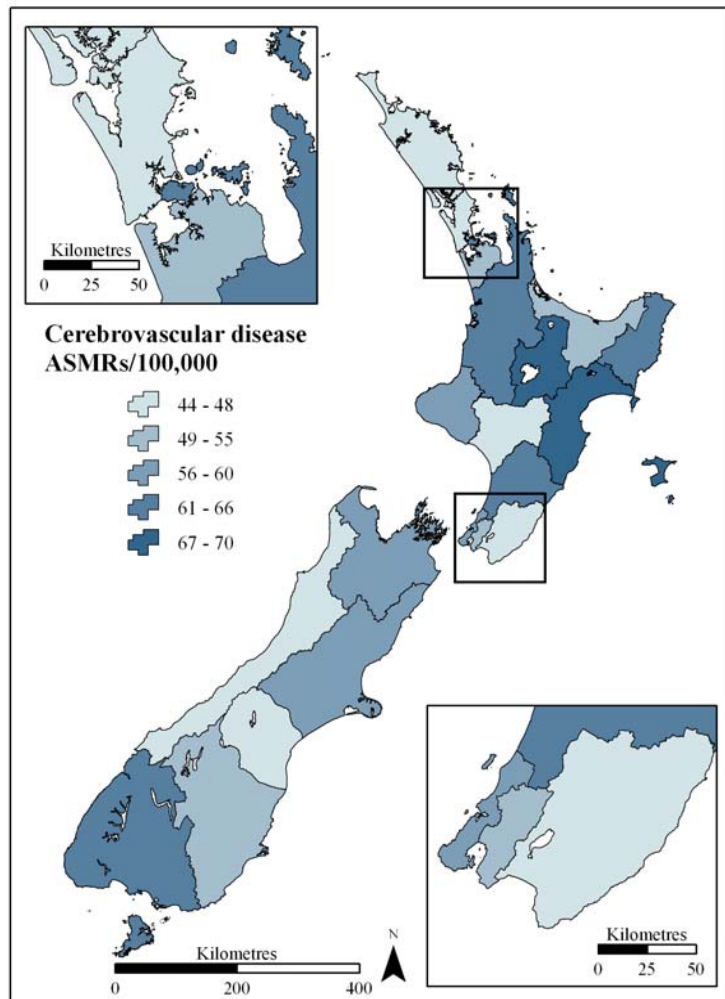 Kilometres
0 25 50
Cerebrovascular disease
ASMRs/100,000
44 - 48
49 - 55
56 - 60
61 - 66
67 - 70
N
Kilometres
0 200 400
Kilometres
0 25 50